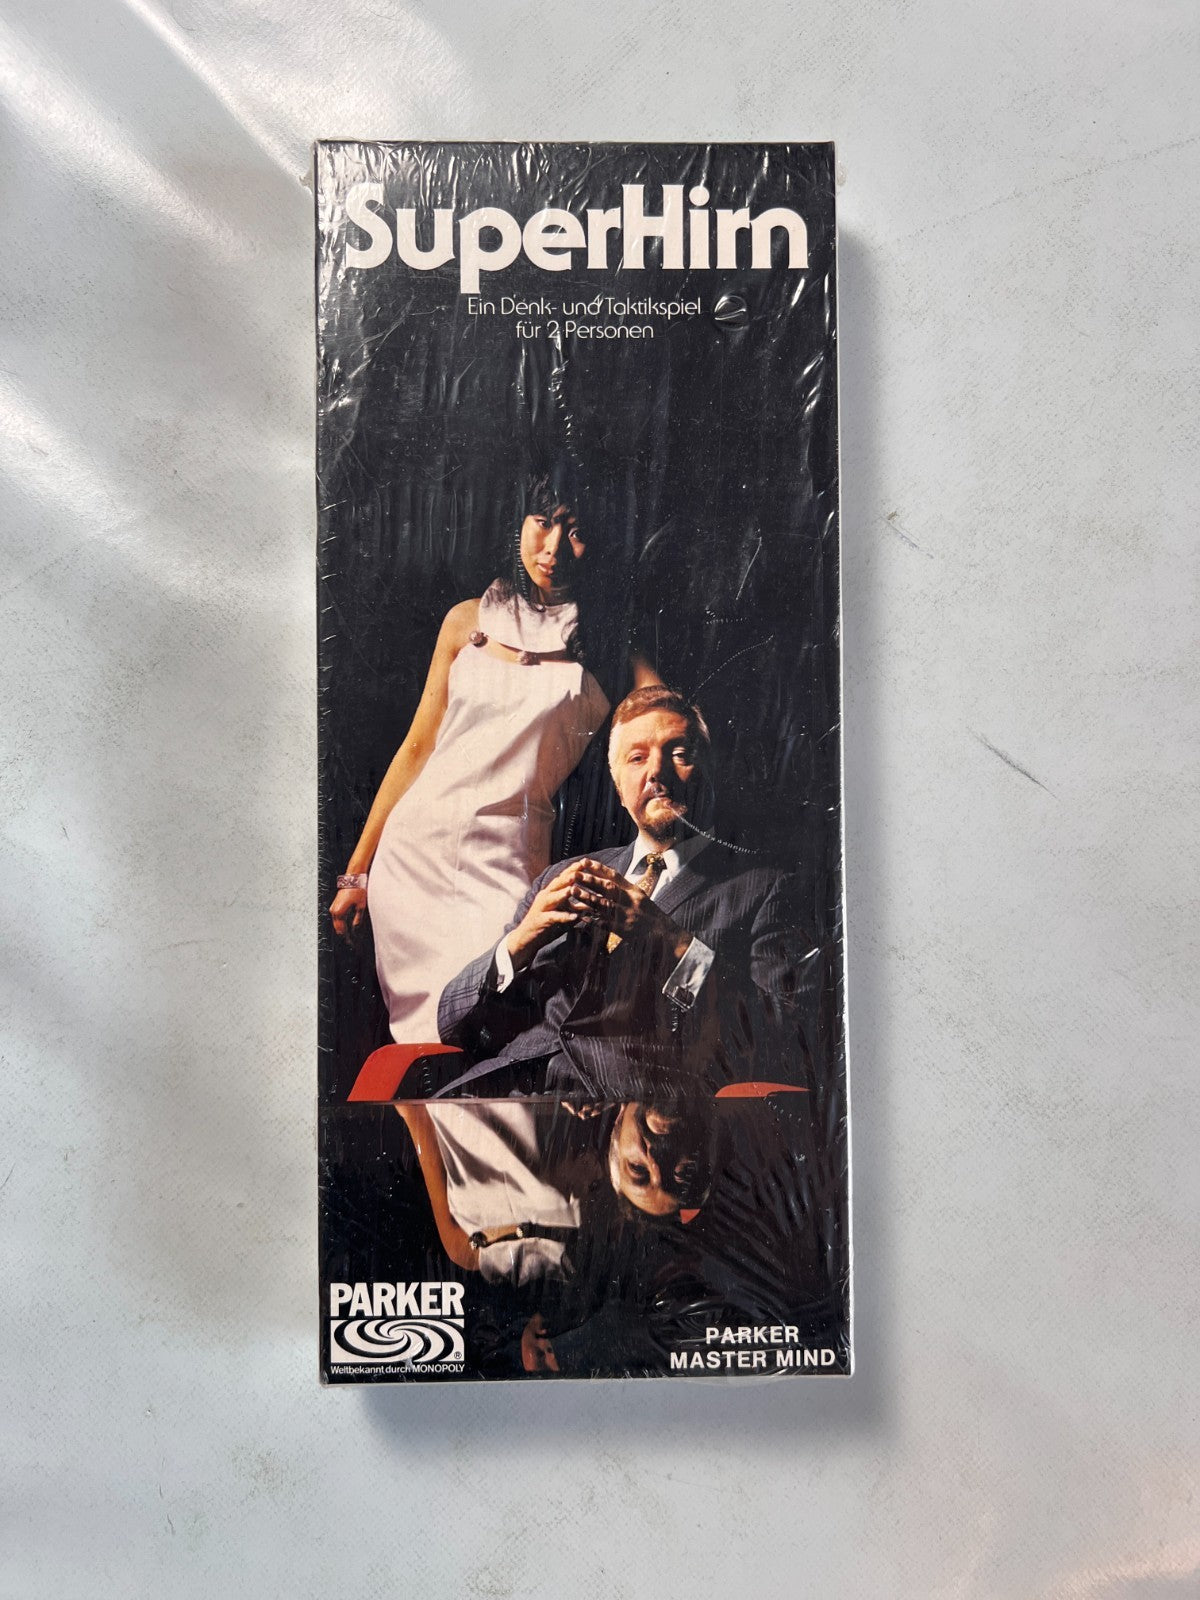 SuperHirn
Ein Denk- und Taktikspiel
für 2 Personen
PARKER
®
Weltbekannt durch MONOPOLY
PARKER
MASTER MIND